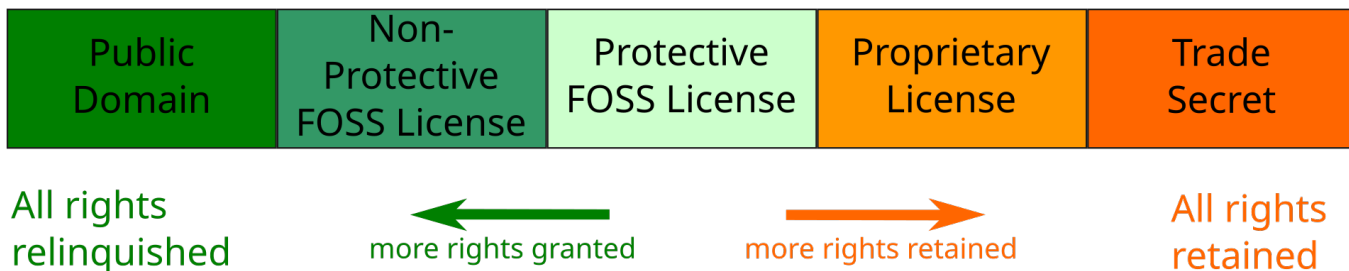 Public
Domain
Non-
Protective
FOSS License
Protective
FOSS License
Proprietary
License
Trade
Secret
All rights
relinquished
more rights granted
more rights retained
All rights
retained